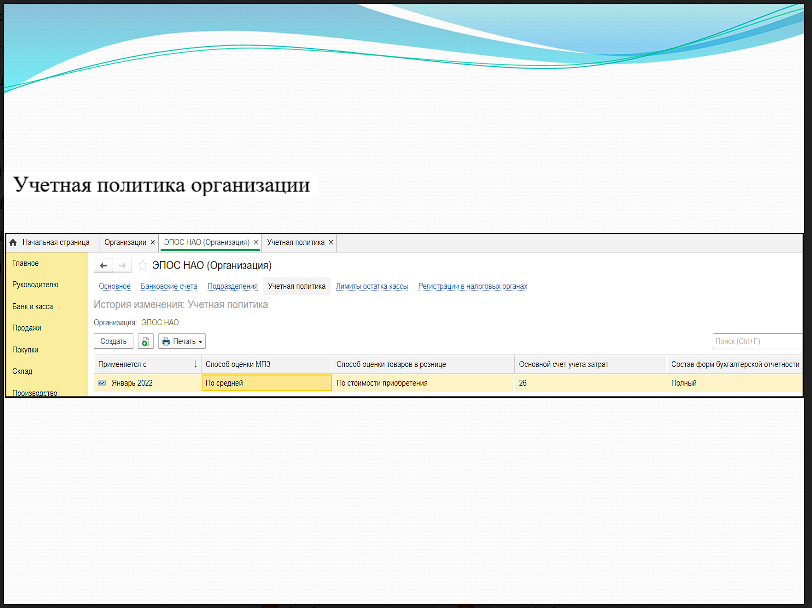 Учетная политика организации
Начальная страница Организации × ЭПОС НАО (Организация) × Учетная политика ×
Главное
Руководителю
Банк и касса
Продажи
Покупки
Склад
Производство
ЭПОС НАО (Организация)
Основное Банковские счета Подразделения Учетная политика Лимиты остатка кассы Регистрации в налоговых органах
История изменения: Учетная политика
Организация: ЭПОС НАО
Создать Печать Поиск (Ctrl+F)
Применяется с Способ оценки МПЗ Способ оценки товаров в рознице Основной счет учета затрат Состав форм бухгалтерской отчетности
Январь 2022 По средней По стоимости приобретения 26 Полный